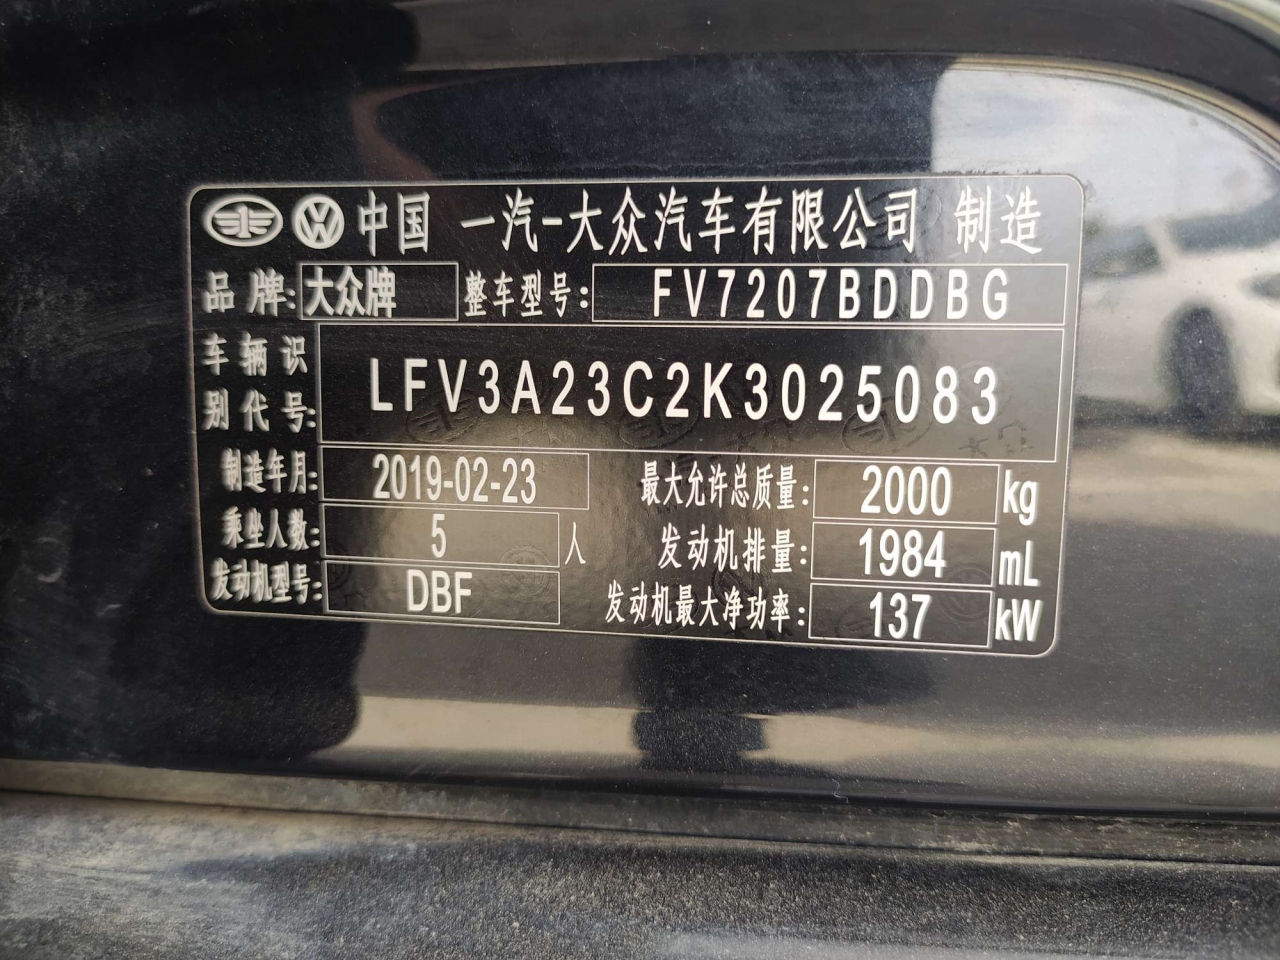 中国 一汽-大众汽车有限公司 制造
品牌: 大众牌 整车型号: FV7207BDDBG
车辆识别代号: LFV3A23C2K3025083
制造年月: 2019-02-23 最大允许总质量: 2000 kg
乘坐人数: 5 人 发动机排量: 1984 mL
发动机型号: DBF 发动机最大净功率: 137 kW